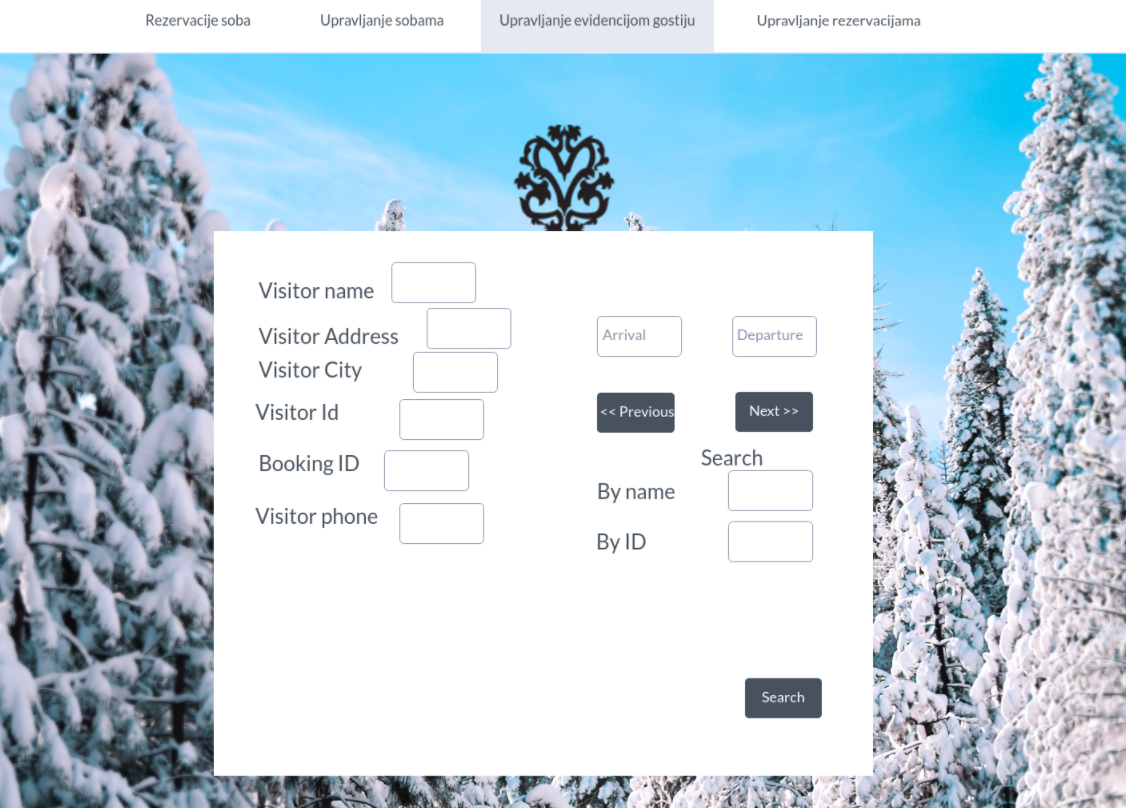 Rezervacije soba
Upravljanje sobama
Upravljanje evidencijom gostiju
Upravljanje rezervacijama
Visitor name
Visitor Address
Visitor City
Visitor Id
Booking ID
Visitor phone
Arrival
Departure
<< Previous
Next >>
Search
By name
By ID
Search